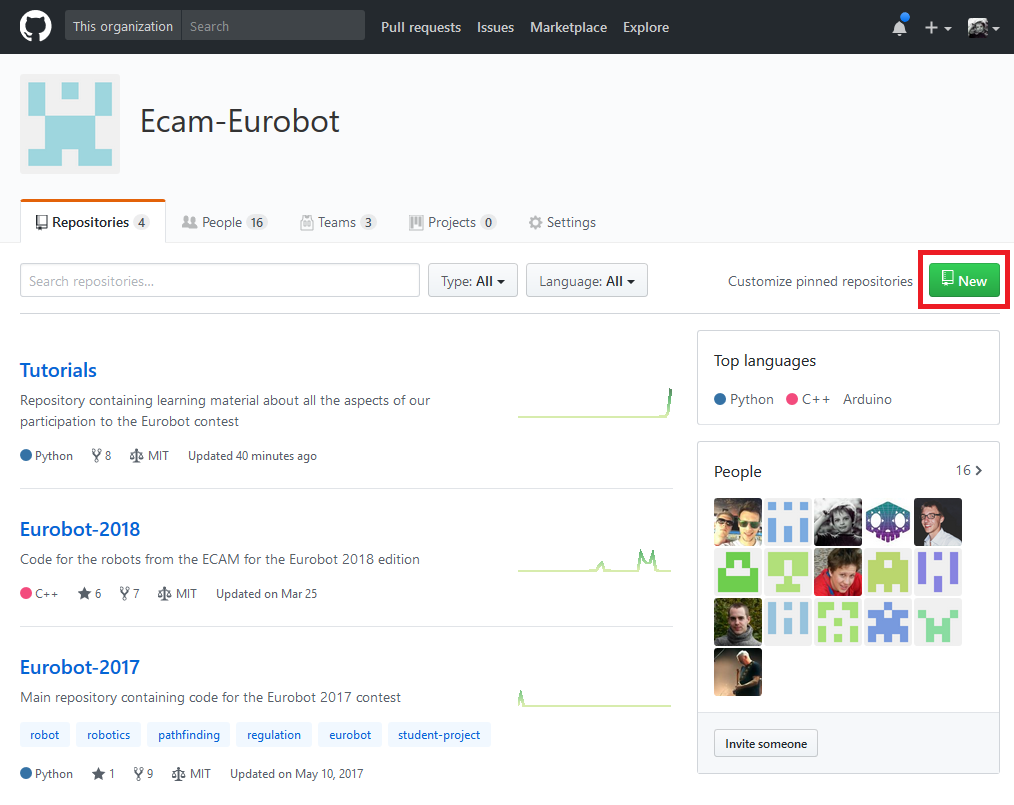 This organization Search Pull requests Issues Marketplace Explore
Ecam-Eurobot
Repositories 4 People 16 Teams 3 Projects 0 Settings
Search repositories... Type: All Language: All Customize pinned repositories New
Tutorials
Repository containing learning material about all the aspects of our
participation to the Eurobot contest
Python 8 MIT Updated 40 minutes ago
Eurobot-2018
Code for the robots from the ECAM for the Eurobot 2018 edition
C++ 6 7 MIT Updated on Mar 25
Eurobot-2017
Main repository containing code for the Eurobot 2017 contest
robot robotics pathfinding regulation eurobot student-project
Python 1 9 MIT Updated on May 10, 2017
Top languages
Python C++ Arduino
People 16
Invite someone